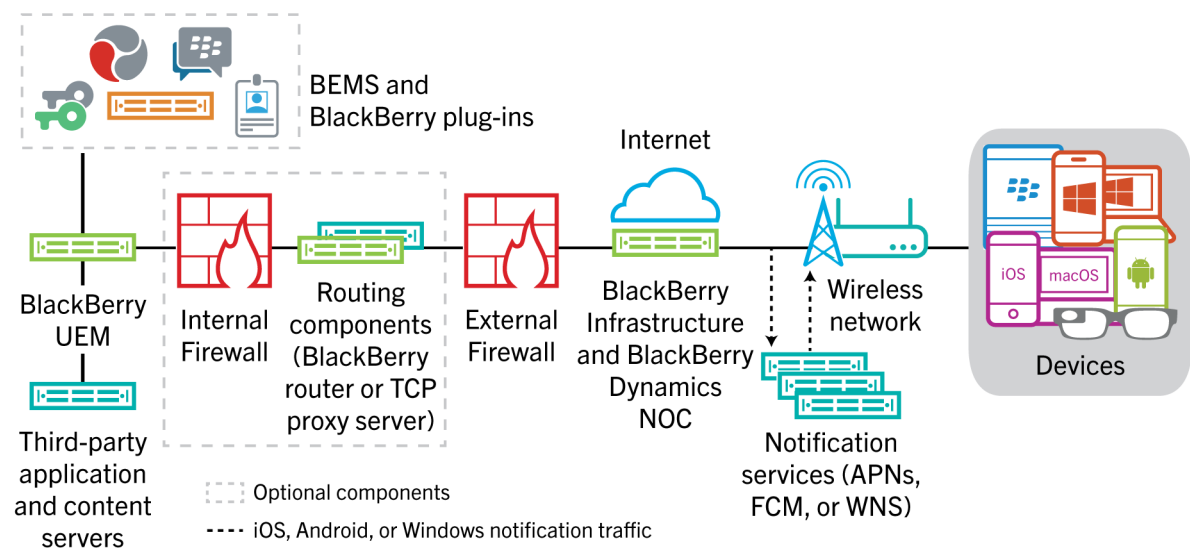 BEMS and
BlackBerry plug-ins
Internet
BlackBerry
UEM
Internal
Firewall
Routing
components
(BlackBerry
router or TCP
proxy server)
External
Firewall
BlackBerry
Infrastructure
and BlackBerry
Dynamics
NOC
Wireless
network
iOS
macOS
Devices
Third-party
application
and content
servers
Notification
services (APNs,
FCM, or WNS)
Optional components
iOS, Android, or Windows notification traffic